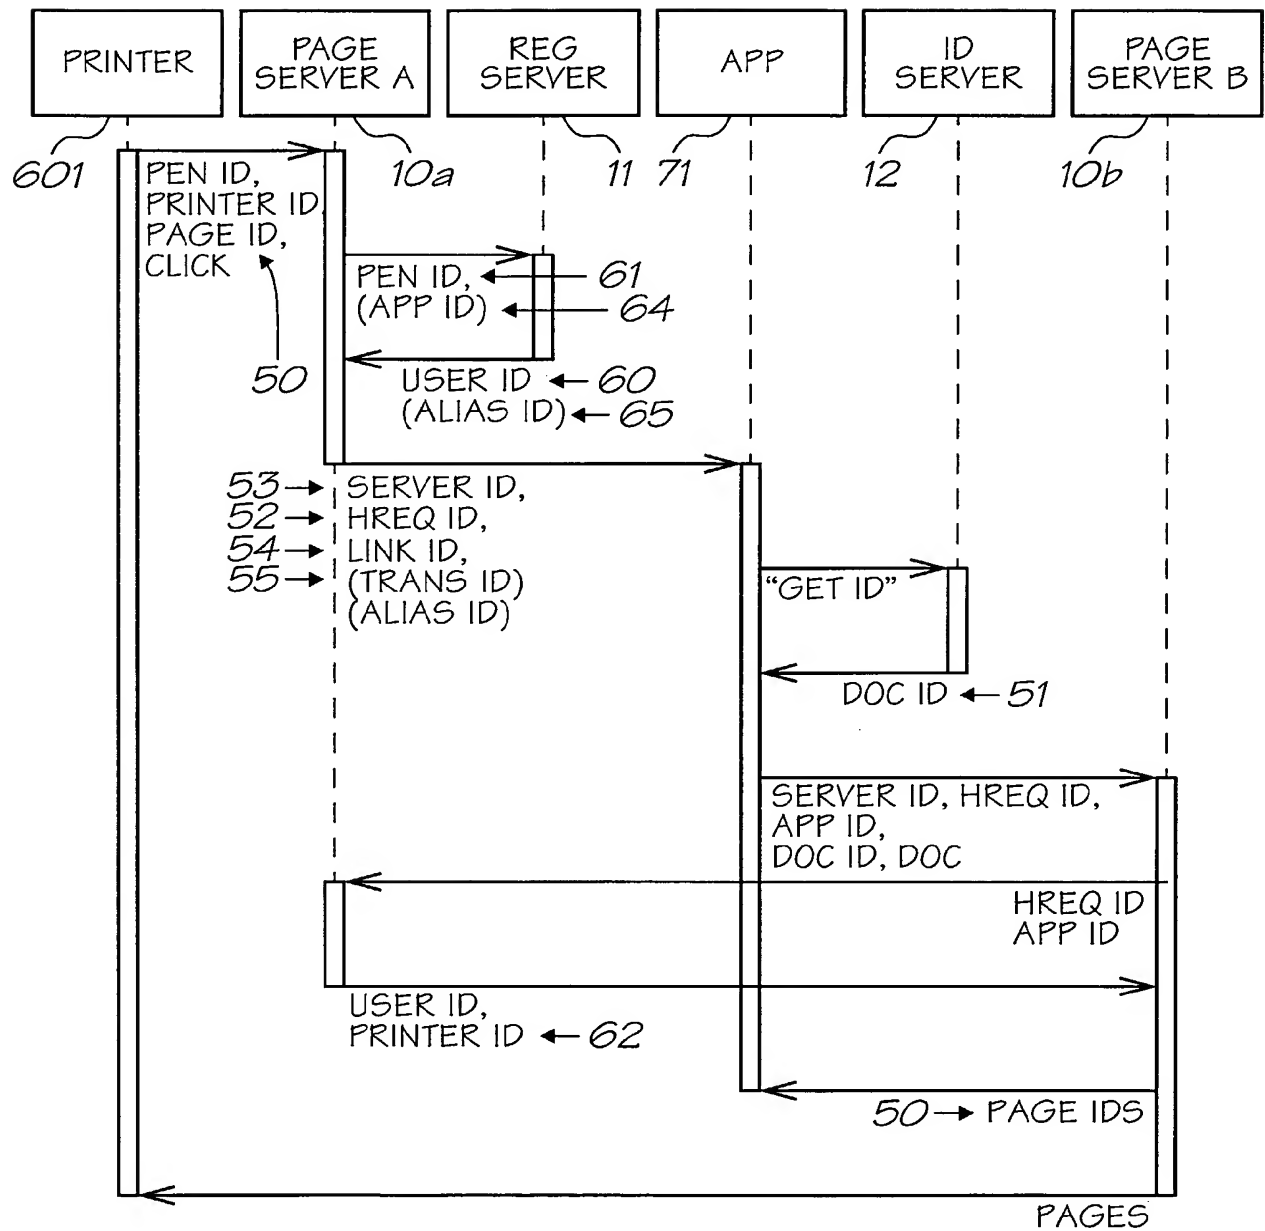 PRINTER
PAGE
SERVER A
REG
SERVER
APP
ID
SERVER
PAGE
SERVER B
601
10a
11
71
12
10b
PEN ID,
PRINTER ID,
PAGE ID,
CLICK
50
PEN ID,
61
(APP ID)
64
USER ID
60
(ALIAS ID)
65
53
SERVER ID,
52
HREQ ID,
54
LINK ID,
55
(TRANS ID)
(ALIAS ID)
“GET ID”
DOC ID
51
SERVER ID, HREQ ID,
APP ID,
DOC ID, DOC
HREQ ID
APP ID
USER ID,
PRINTER ID
62
50
PAGE IDS
PAGES